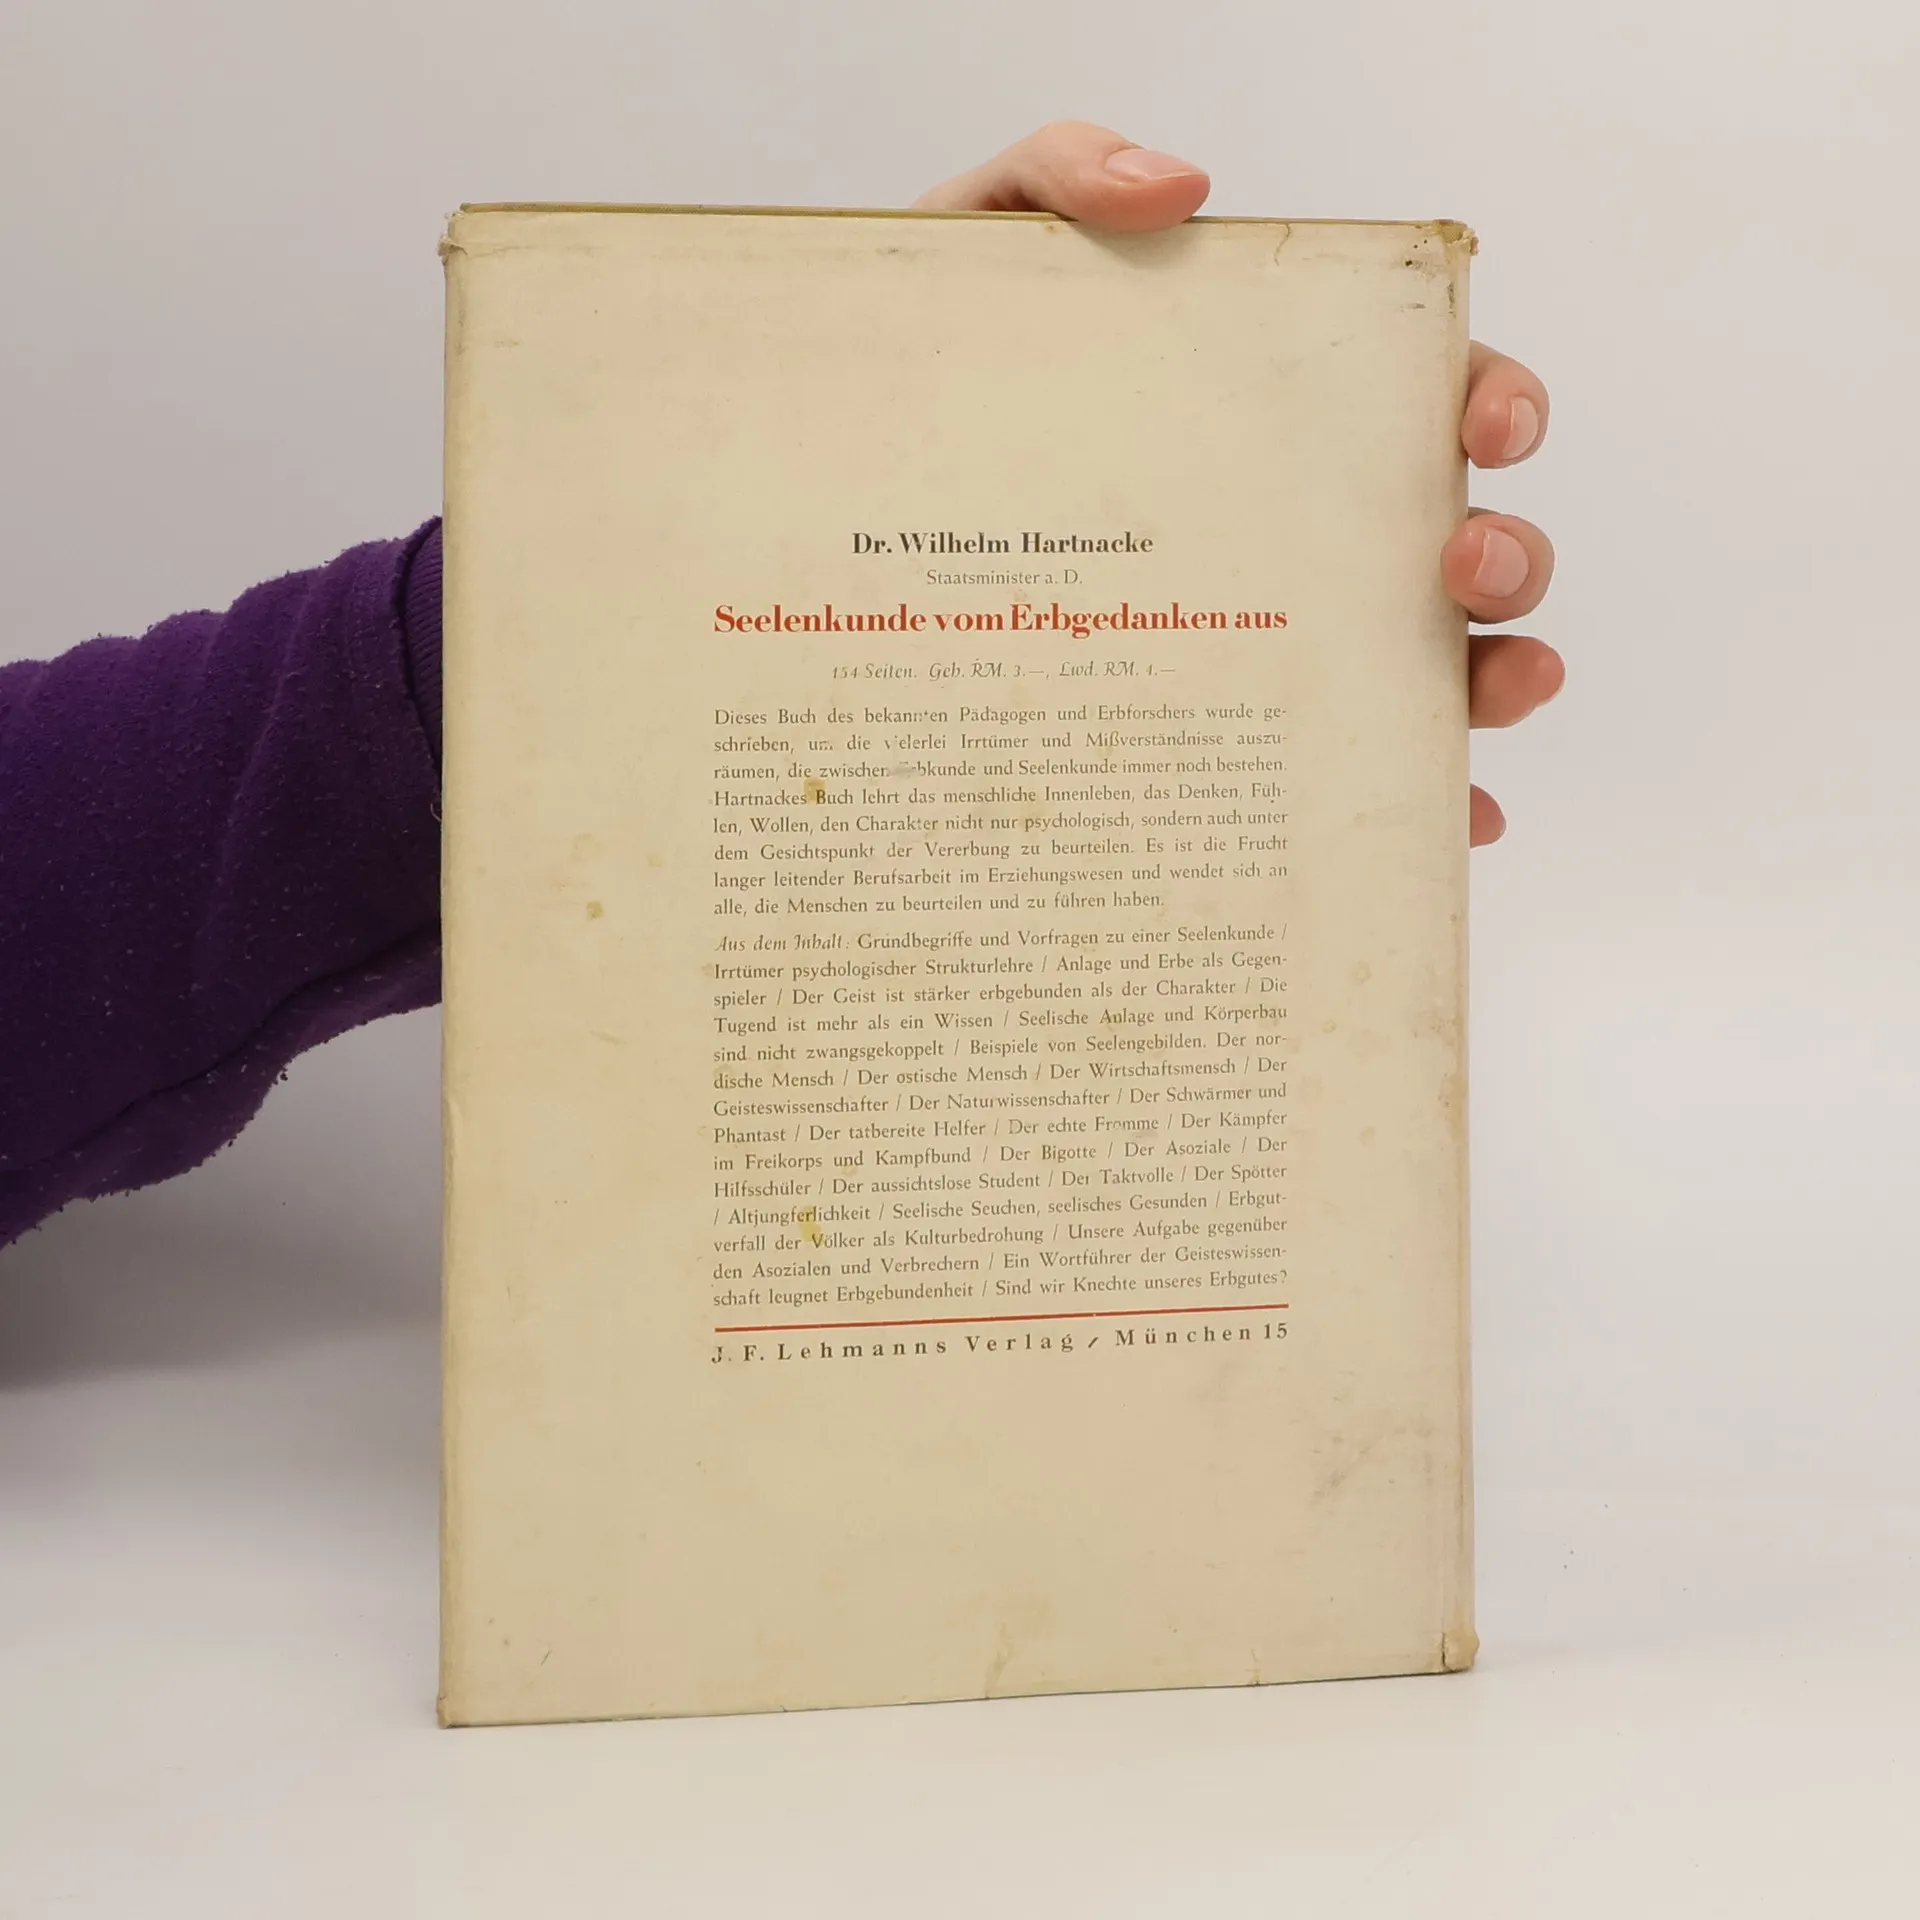 Dr. Wilhelm Hartnacke
Staatsminister a. D.
Seelenkunde vom Erbgedanken aus
154 Seiten. Geh. RM. 3.—, Lwd. RM. 4.—
Dieses Buch des bekannten Pädagogen und Erbforschers wurde ge-
schrieben, um die vielerlei Irrtümer und Mißverständnisse auszu-
räumen, die zwischen Erbkunde und Seelenkunde immer noch bestehen.
Hartnackes Buch lehrt das menschliche Innenleben, das Denken, Füh-
len, Wollen, den Charakter nicht nur psychologisch, sondern auch unter
dem Gesichtspunkt der Vererbung zu beurteilen. Es ist die Frucht
langer leitender Berufsarbeit im Erziehungswesen und wendet sich an
alle, die Menschen zu beurteilen und zu führen haben.
Aus dem Inhalt: Grundbegriffe und Vorfragen zu einer Seelenkunde /
Irrtümer psychologischer Strukturlehre / Anlage und Erbe als Gegen-
spieler / Der Geist ist stärker erbgebunden als der Charakter / Die
Tugend ist mehr als ein Wissen / Seelische Anlage und Körperbau
sind nicht zwangsgekoppelt / Beispiele von Seelengebilden. Der nor-
dische Mensch / Der ostische Mensch / Der Wirtschaftsmensch / Der
Geisteswissenschafter / Der Naturwissenschafter / Der Schwärmer und
Phantast / Der tatbereite Helfer / Der echte Fromme / Der Kämpfer
im Freikorps und Kampfbund / Der Bigotte / Der Asoziale / Der
Hilfsschüler / Der aussichtslose Student / Der Taktvolle / Der Spötter
/ Altjungferlichkeit / Seelische Seuchen, seelisches Gesunden / Erbgut-
verfall der Völker als Kulturbedrohung / Unsere Aufgabe gegenüber
den Asozialen und Verbrechern / Ein Wortführer der Geisteswissen-
schaft leugnet Erbgebundenheit / Sind wir Knechte unseres Erbgutes?
J. F. Lehmanns Verlag / München 15